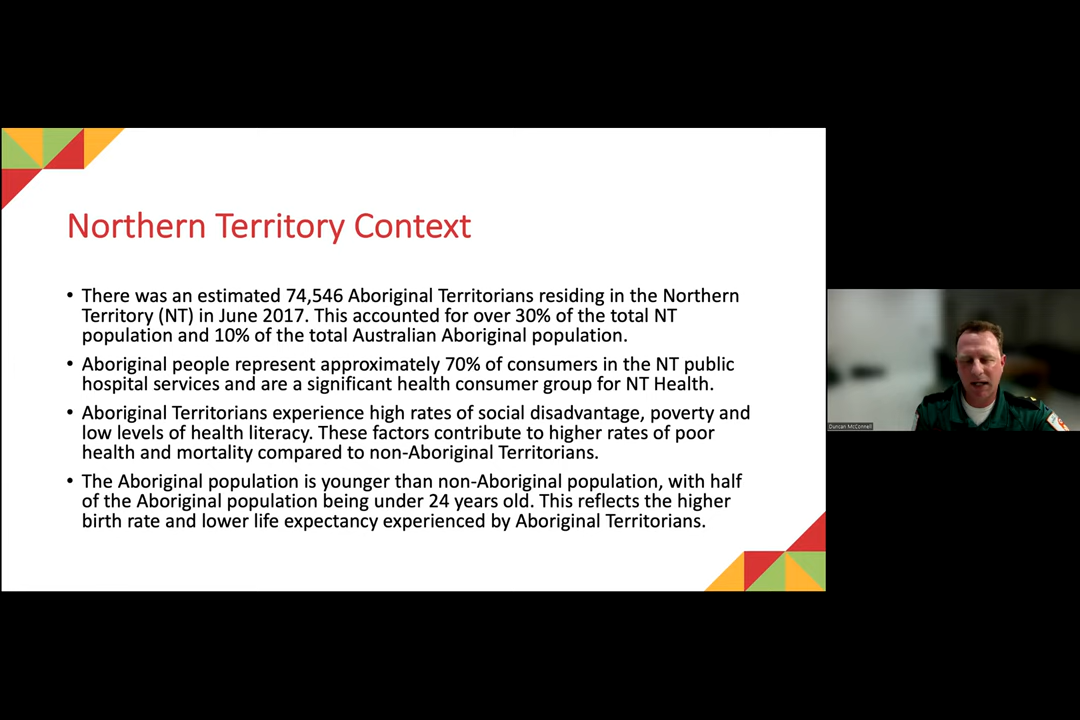 Northern Territory Context
• There was an estimated 74,546 Aboriginal Territorians residing in the Northern
Territory (NT) in June 2017. This accounted for over 30% of the total NT
population and 10% of the total Australian Aboriginal population.
• Aboriginal people represent approximately 70% of consumers in the NT public
hospital services and are a significant health consumer group for NT Health.
• Aboriginal Territorians experience high rates of social disadvantage, poverty and
low levels of health literacy. These factors contribute to higher rates of poor
health and mortality compared to non-Aboriginal Territorians.
• The Aboriginal population is younger than non-Aboriginal population, with half
of the Aboriginal population being under 24 years old. This reflects the higher
birth rate and lower life expectancy experienced by Aboriginal Territorians.
Duncan McConnell